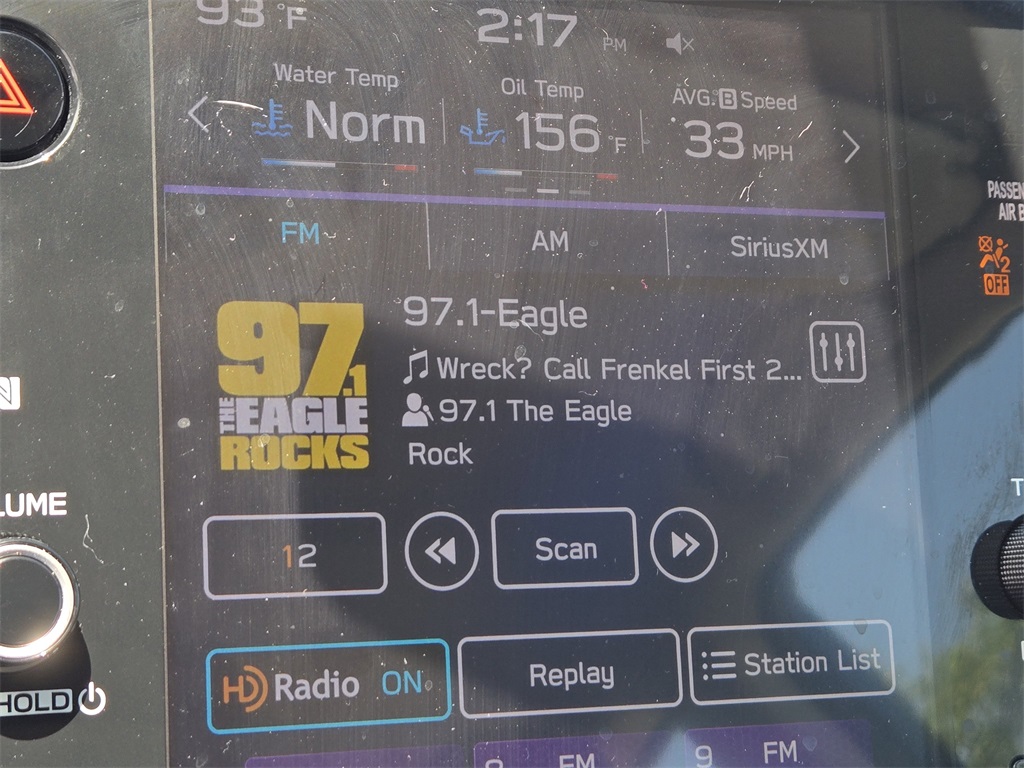 93 °F
2:17 PM
Water Temp
Norm
Oil Temp
156 °F
AVG. B Speed
33 MPH
PASSEN
AIR B
2
OFF
FM
AM
SiriusXM
97.1
THE EAGLE
ROCKS
97.1-Eagle
Wreck? Call Frenkel First 2...
97.1 The Eagle
Rock
N
LUME
12
Scan
T
HD Radio ON
Replay
Station List
HOLD
FM
9 FM